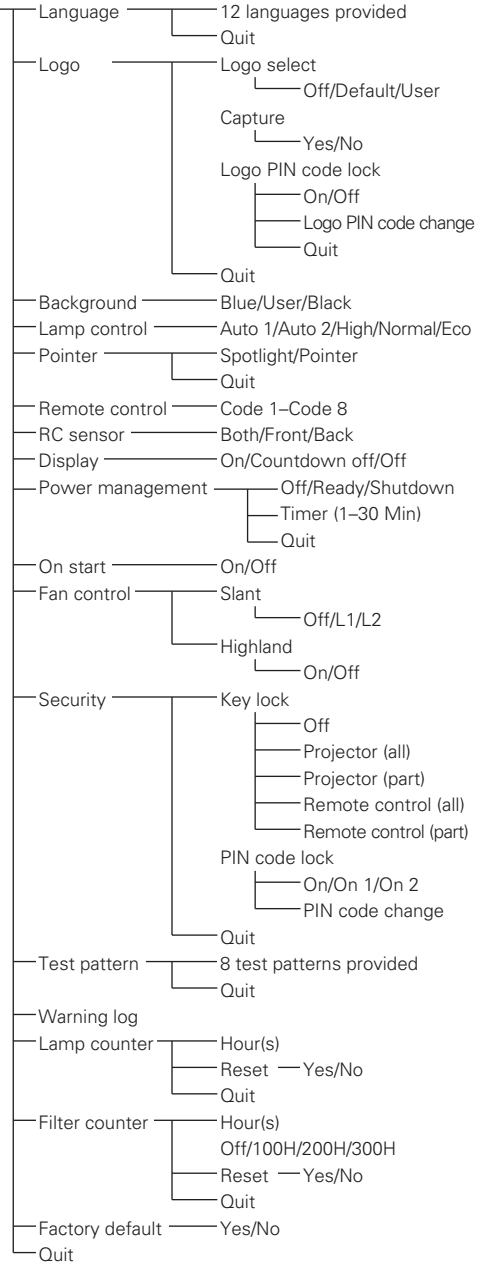 Language 12 languages provided
Quit
Logo Logo select
Off/Default/User
Capture
Yes/No
Logo PIN code lock
On/Off
Logo PIN code change
Quit
Quit
Background Blue/User/Black
Lamp control Auto 1/Auto 2/High/Normal/Eco
Pointer Spotlight/Pointer
Quit
Remote control Code 1–Code 8
RC sensor Both/Front/Back
Display On/Countdown off/Off
Power management Off/Ready/Shutdown
Timer (1–30 Min)
Quit
On start On/Off
Fan control Slant
Off/L1/L2
Highland
On/Off
Security Key lock
Off
Projector (all)
Projector (part)
Remote control (all)
Remote control (part)
PIN code lock
On/On 1/On 2
PIN code change
Quit
Test pattern 8 test patterns provided
Quit
Warning log
Lamp counter Hour(s)
Reset Yes/No
Quit
Filter counter Hour(s)
Off/100H/200H/300H
Reset Yes/No
Quit
Factory default Yes/No
Quit